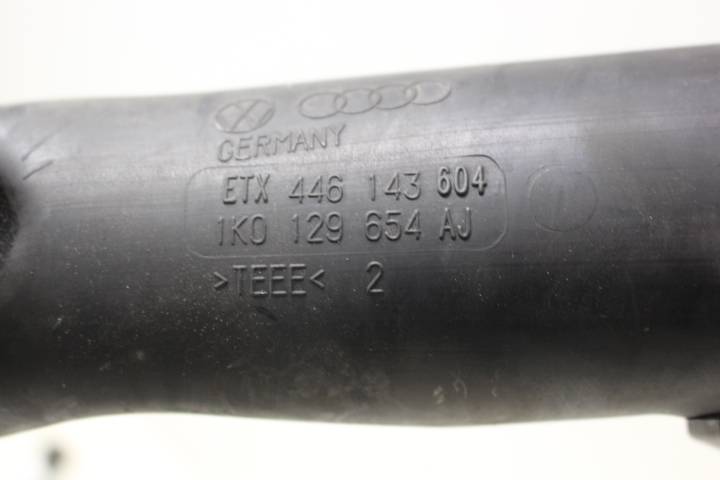 GERMANY
ETX 446 143 604
1K0 129 654 AJ
>TEEE< 2